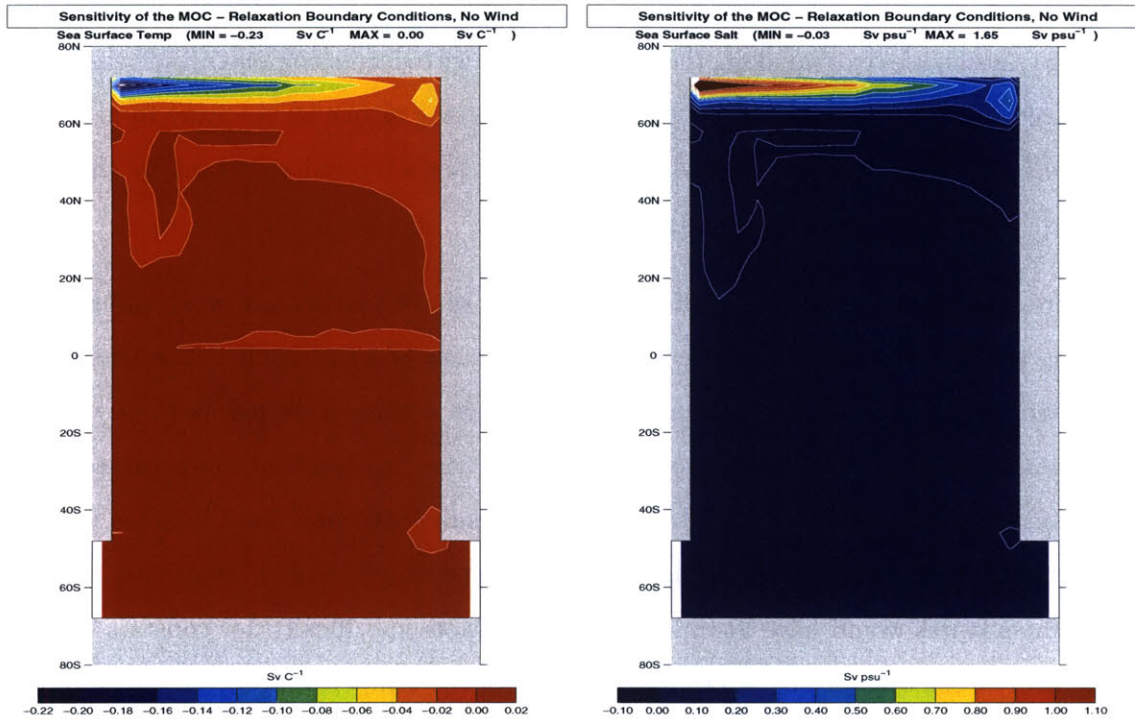 Sensitivity of the MOC – Relaxation Boundary Conditions, No Wind
Sea Surface Temp (MIN = –0.23 Sv C⁻¹ MAX = 0.00 Sv C⁻¹ )
80N
60N
40N
20N
0
20S
40S
60S
80S
Sv C⁻¹
–0.22 –0.20 –0.18 –0.16 –0.14 –0.12 –0.10 –0.08 –0.06 –0.04 –0.02 0.00 0.02
Sensitivity of the MOC – Relaxation Boundary Conditions, No Wind
Sea Surface Salt (MIN = –0.03 Sv psu⁻¹ MAX = 1.65 Sv psu⁻¹ )
80N
60N
40N
20N
0
20S
40S
60S
80S
Sv psu⁻¹
–0.10 0.00 0.10 0.20 0.30 0.40 0.50 0.60 0.70 0.80 0.90 1.00 1.10